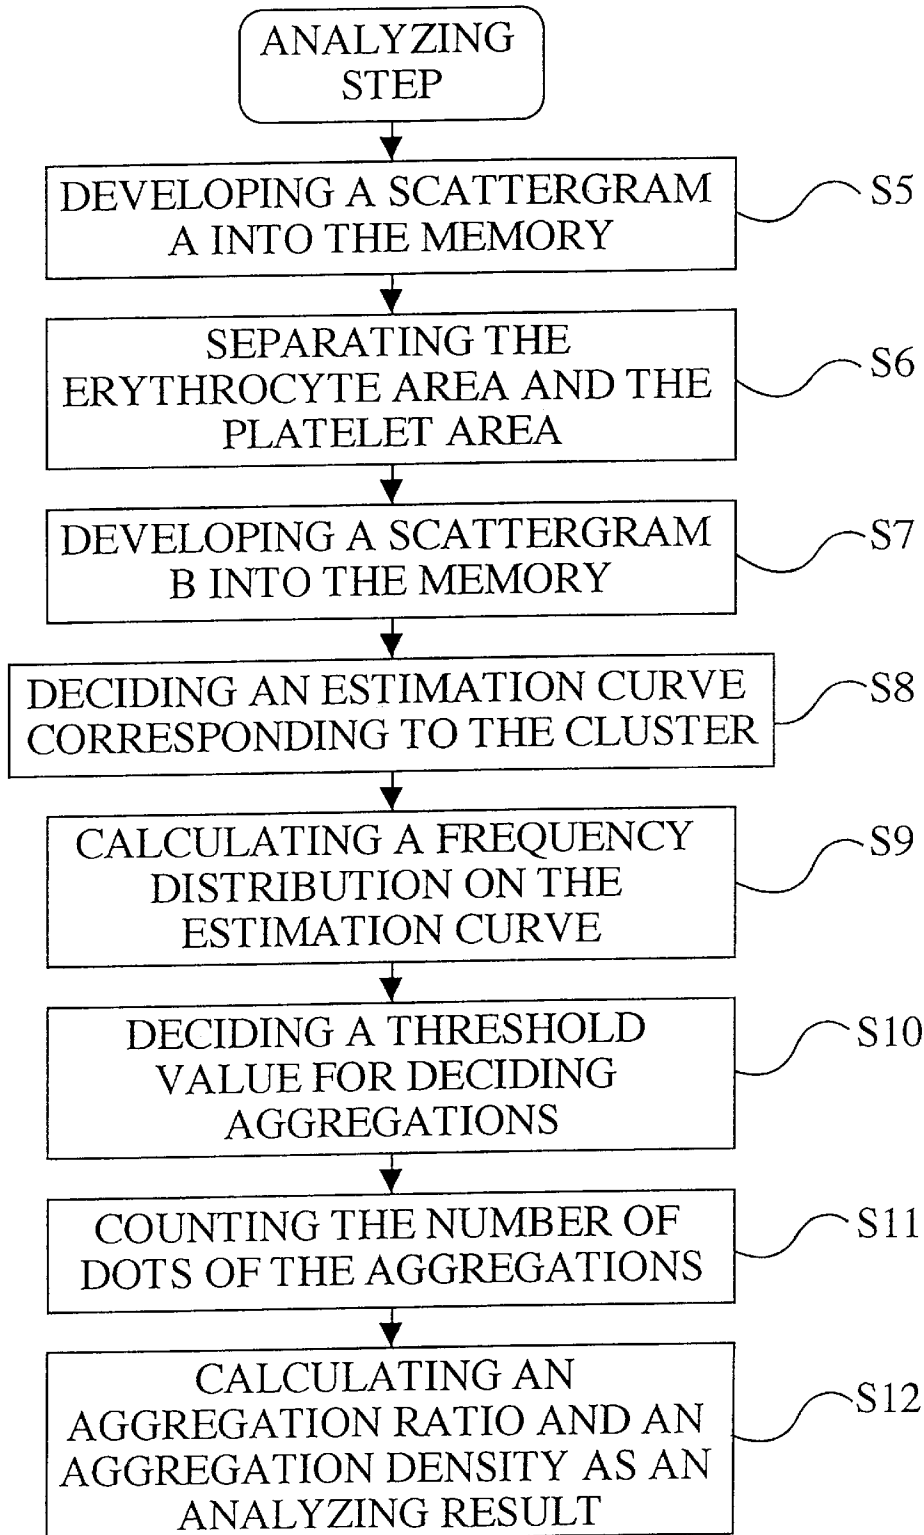 ANALYZING
STEP
DEVELOPING A SCATTERGRAM
A INTO THE MEMORY
S5
SEPARATING THE
ERYTHROCYTE AREA AND THE
PLATELET AREA
S6
DEVELOPING A SCATTERGRAM
B INTO THE MEMORY
S7
DECIDING AN ESTIMATION CURVE
CORRESPONDING TO THE CLUSTER
S8
CALCULATING A FREQUENCY
DISTRIBUTION ON THE
ESTIMATION CURVE
S9
DECIDING A THRESHOLD
VALUE FOR DECIDING
AGGREGATIONS
S10
COUNTING THE NUMBER OF
DOTS OF THE AGGREGATIONS
S11
CALCULATING AN
AGGREGATION RATIO AND AN
AGGREGATION DENSITY AS AN
ANALYZING RESULT
S12